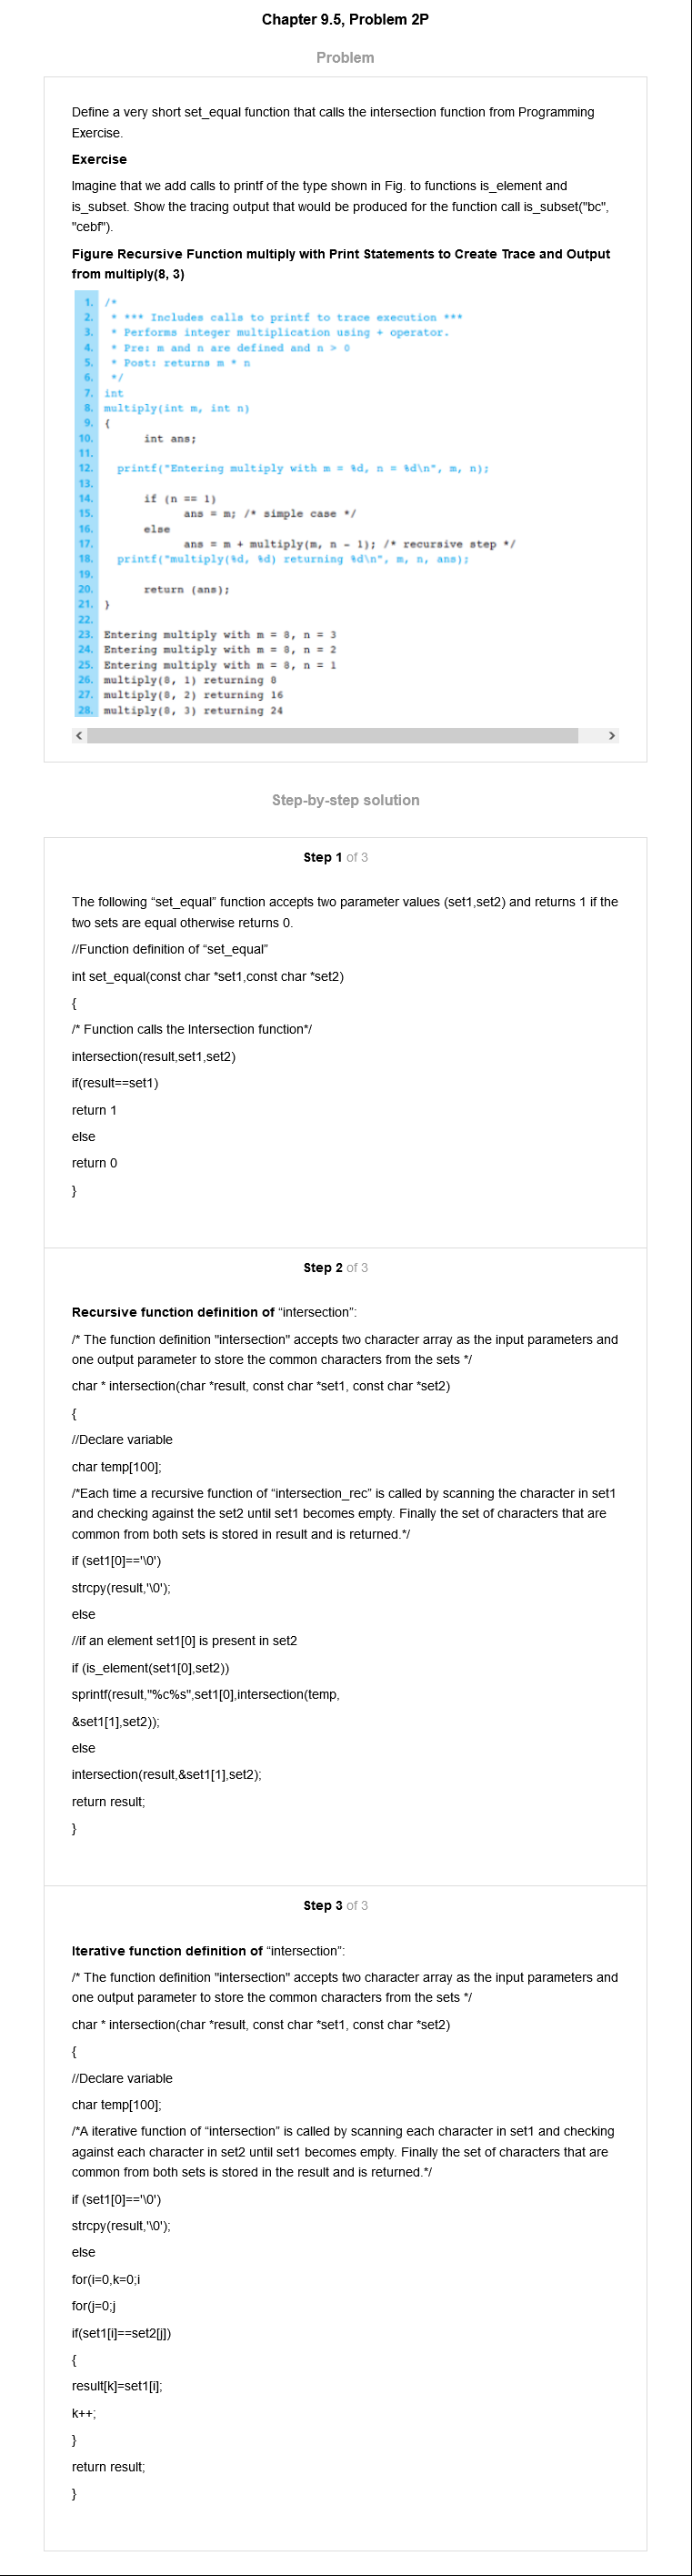 Chapter 9.5, Problem 2P
Problem
Define a very short set_equal function that calls the intersection function from Programming
Exercise.
Exercise
Imagine that we add calls to printf of the type shown in Fig. to functions is_element and
is_subset. Show the tracing output that would be produced for the function call is_subset("bc",
"cebf").
Figure Recursive Function multiply with Print Statements to Create Trace and Output
from multiply(8, 3)
1. /*
2. * *** Includes calls to printf to trace execution ***
3. * Performs integer multiplication using + operator.
4. * Pre: m and n are defined and n > 0
5. * Post: returns m * n
6. */
7. int
8. multiply(int m, int n)
9. {
10. int ans;
11.
12. printf("Entering multiply with m = %d, n = %d\n", m, n);
13.
14. if (n == 1)
15. ans = m; /* simple case */
16. else
17. ans = m + multiply(m, n - 1); /* recursive step */
18. printf("multiply(%d, %d) returning %d\n", m, n, ans);
19.
20. return (ans);
21. }
22.
23. Entering multiply with m = 8, n = 3
24. Entering multiply with m = 8, n = 2
25. Entering multiply with m = 8, n = 1
26. multiply(8, 1) returning 8
27. multiply(8, 2) returning 16
28. multiply(8, 3) returning 24
Step-by-step solution
Step 1 of 3
The following “set_equal” function accepts two parameter values (set1,set2) and returns 1 if the
two sets are equal otherwise returns 0.
//Function definition of “set_equal”
int set_equal(const char *set1,const char *set2)
{
/* Function calls the Intersection function*/
intersection(result,set1,set2)
if(result==set1)
return 1
else
return 0
}
Step 2 of 3
Recursive function definition of “intersection”:
/* The function definition "intersection" accepts two character array as the input parameters and
one output parameter to store the common characters from the sets */
char * intersection(char *result, const char *set1, const char *set2)
{
//Declare variable
char temp[100];
/*Each time a recursive function of “intersection_rec” is called by scanning the character in set1
and checking against the set2 until set1 becomes empty. Finally the set of characters that are
common from both sets is stored in result and is returned.*/
if (set1[0]=='\0')
strcpy(result,'\0');
else
//if an element set1[0] is present in set2
if (is_element(set1[0],set2))
sprintf(result,"%c%s",set1[0],intersection(temp,
&set1[1],set2));
else
intersection(result,&set1[1],set2);
return result;
}
Step 3 of 3
Iterative function definition of “intersection”:
/* The function definition "intersection" accepts two character array as the input parameters and
one output parameter to store the common characters from the sets */
char * intersection(char *result, const char *set1, const char *set2)
{
//Declare variable
char temp[100];
/*A iterative function of “intersection” is called by scanning each character in set1 and checking
against each character in set2 until set1 becomes empty. Finally the set of characters that are
common from both sets is stored in the result and is returned.*/
if (set1[0]=='\0')
strcpy(result,'\0');
else
for(i=0,k=0;i
for(j=0;j
if(set1[i]==set2[j])
{
result[k]=set1[i];
k++;
}
return result;
}